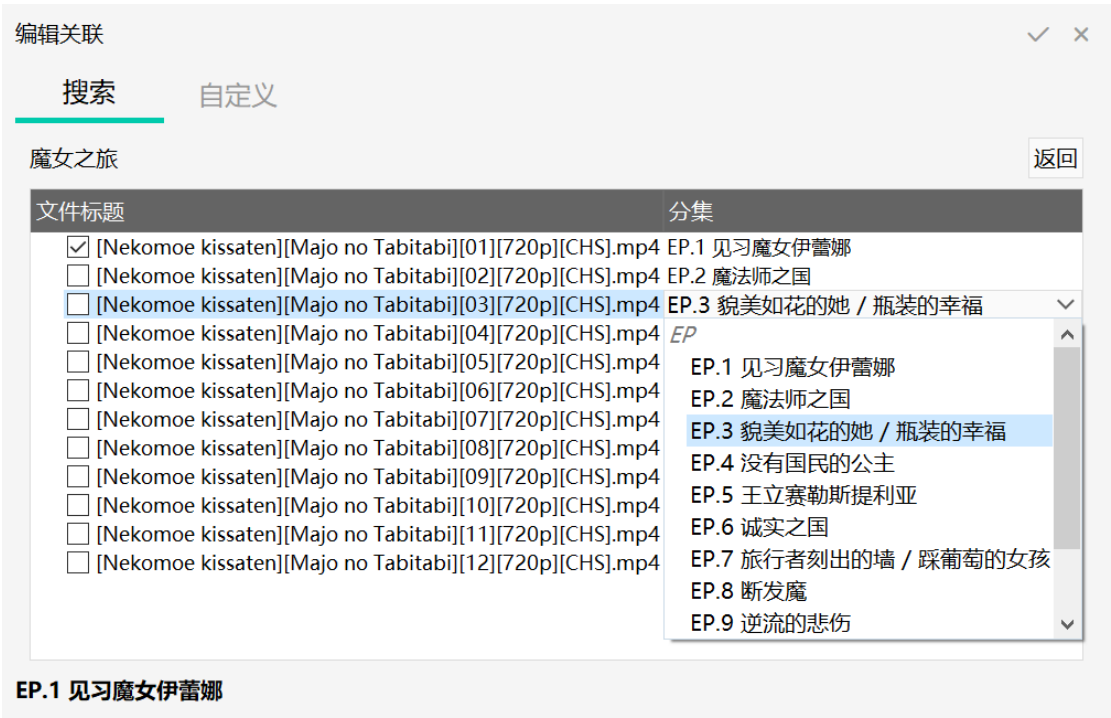 编辑关联
搜索 自定义
魔女之旅 返回
文件标题 分集
[Nekomoe kissaten][Majo no Tabitabi][01][720p][CHS].mp4 EP.1 见习魔女伊蕾娜
[Nekomoe kissaten][Majo no Tabitabi][02][720p][CHS].mp4 EP.2 魔法师之国
[Nekomoe kissaten][Majo no Tabitabi][03][720p][CHS].mp4 EP.3 貌美如花的她 / 瓶装的幸福
[Nekomoe kissaten][Majo no Tabitabi][04][720p][CHS].mp4 EP
[Nekomoe kissaten][Majo no Tabitabi][05][720p][CHS].mp4 EP.1 见习魔女伊蕾娜
[Nekomoe kissaten][Majo no Tabitabi][06][720p][CHS].mp4 EP.2 魔法师之国
[Nekomoe kissaten][Majo no Tabitabi][07][720p][CHS].mp4 EP.3 貌美如花的她 / 瓶装的幸福
[Nekomoe kissaten][Majo no Tabitabi][08][720p][CHS].mp4 EP.4 没有国民的公主
[Nekomoe kissaten][Majo no Tabitabi][09][720p][CHS].mp4 EP.5 王立赛勒斯提利亚
[Nekomoe kissaten][Majo no Tabitabi][10][720p][CHS].mp4 EP.6 诚实之国
[Nekomoe kissaten][Majo no Tabitabi][11][720p][CHS].mp4 EP.7 旅行者刻出的墙 / 踩葡萄的女孩
[Nekomoe kissaten][Majo no Tabitabi][12][720p][CHS].mp4 EP.8 断发魔
EP.9 逆流的悲伤
EP.1 见习魔女伊蕾娜